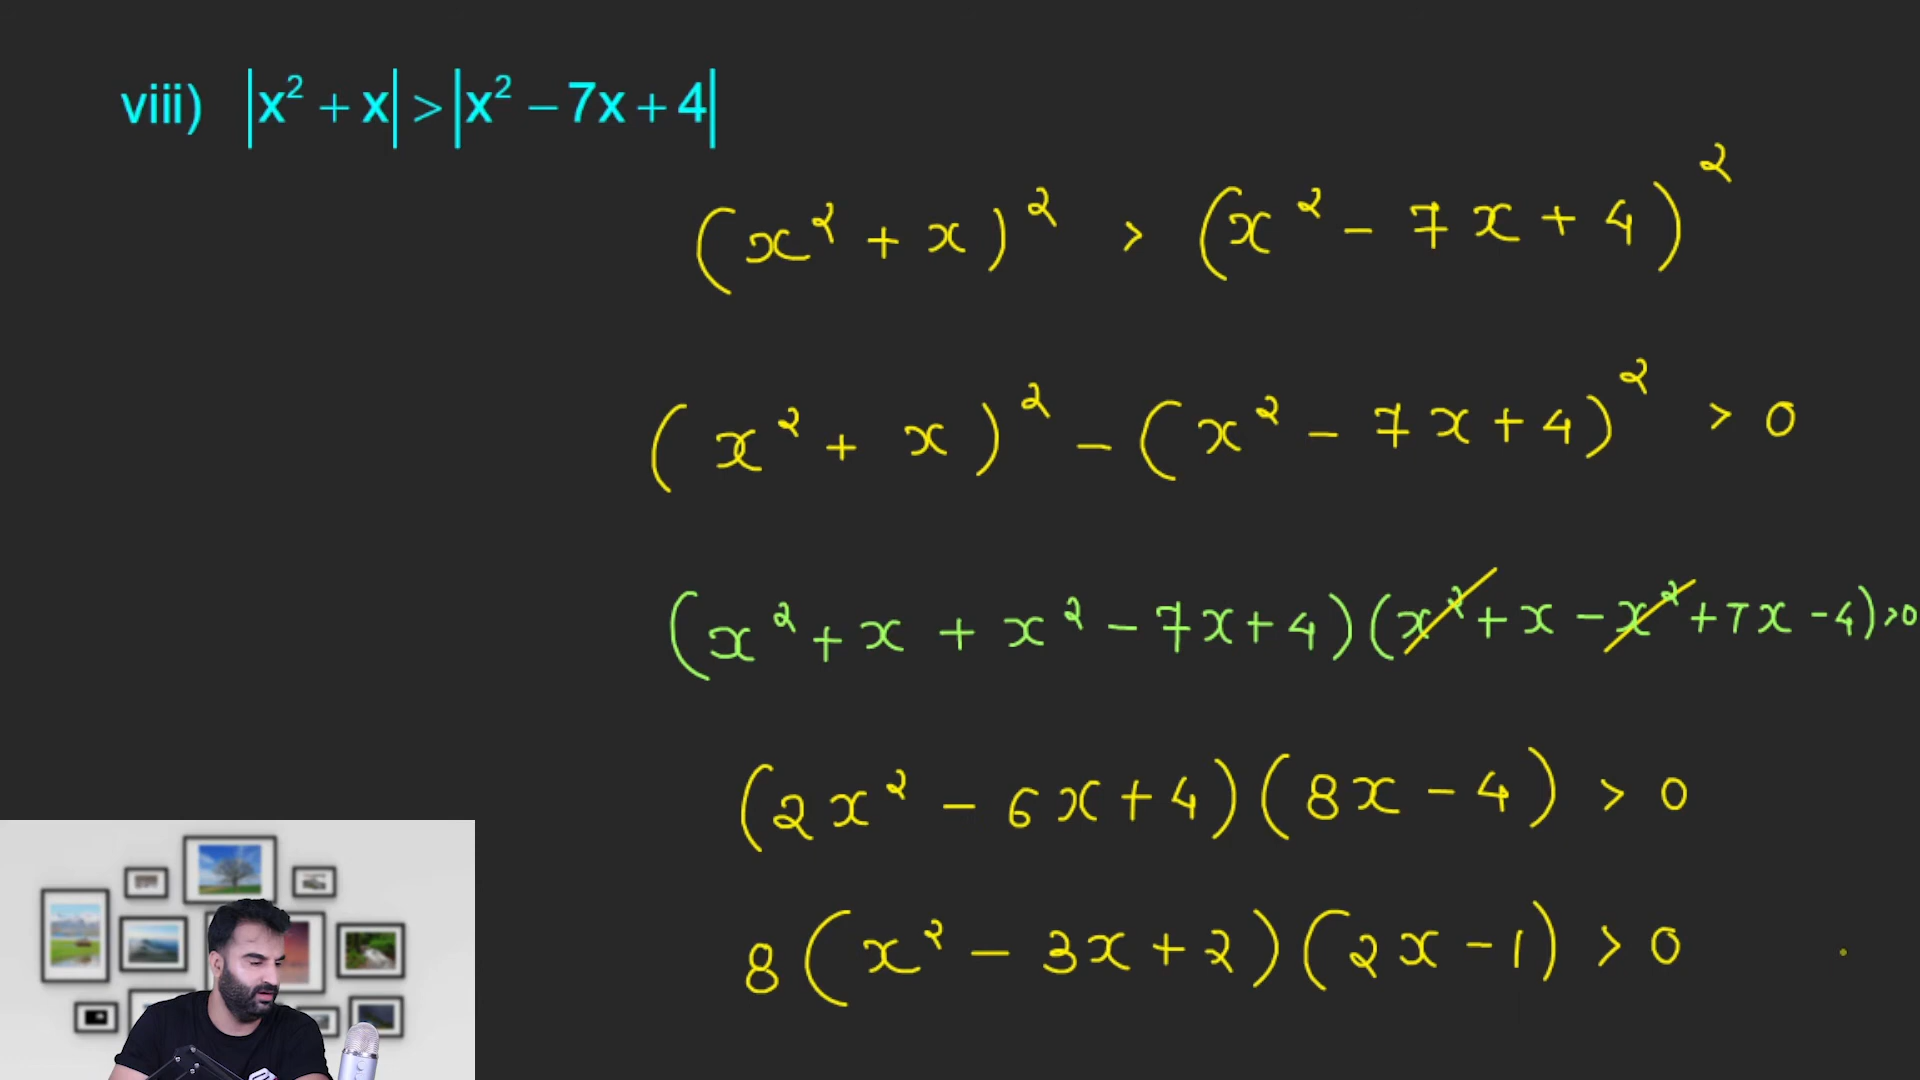 viii) |x² + x| > |x² − 7x + 4|
(x² + x)² > (x² − 7x + 4)²
(x² + x)² − (x² − 7x + 4)² > 0
(x² + x + x² − 7x + 4)(x² + x − x² + 7x − 4) > 0
(2x² − 6x + 4)(8x − 4) > 0
8(x² − 3x + 2)(2x − 1) > 0